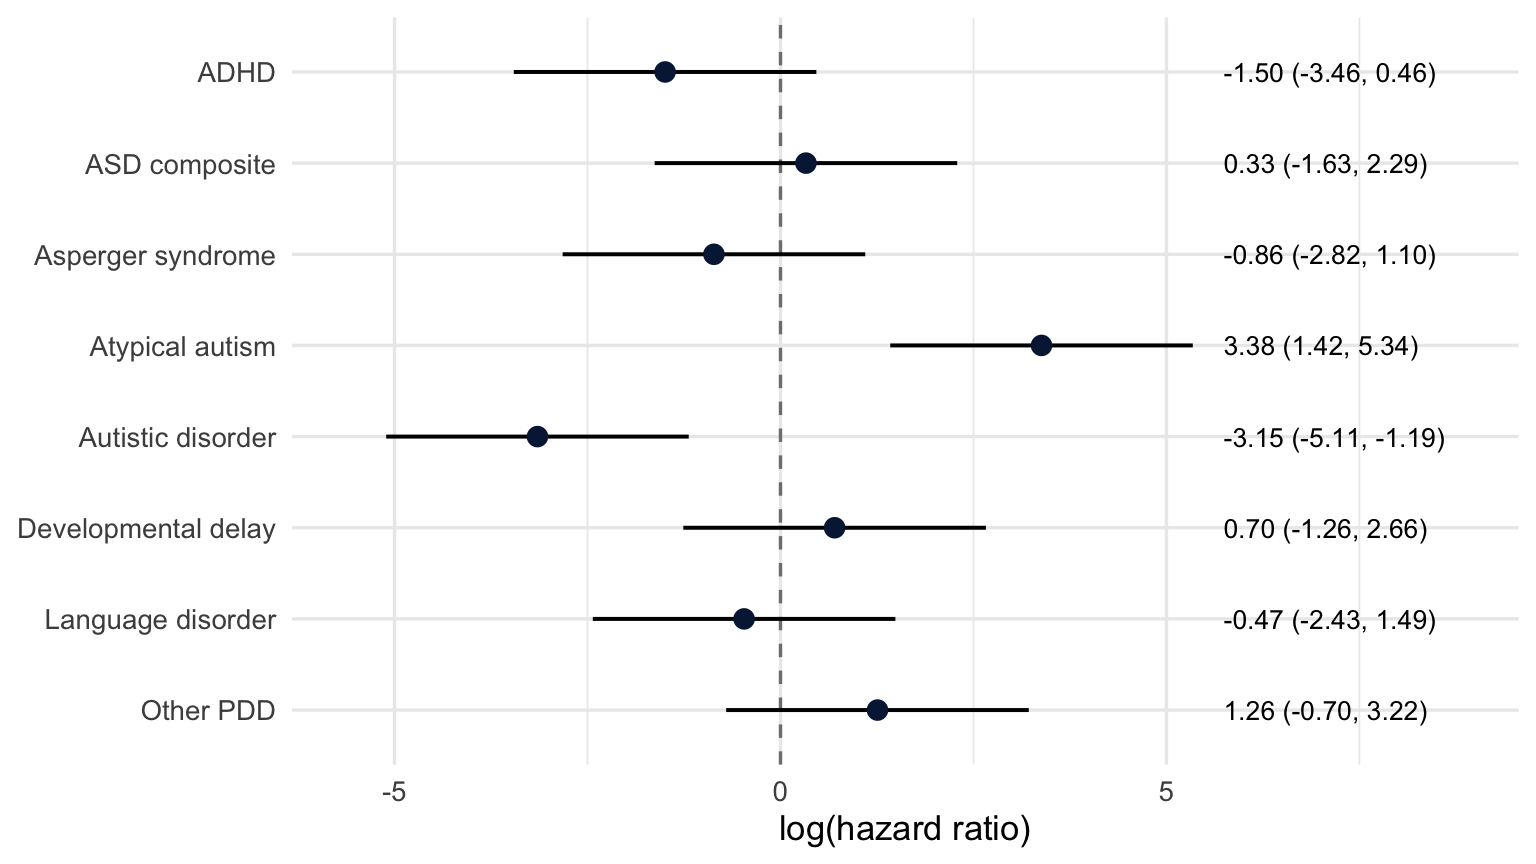 ADHD -1.50 (-3.46, 0.46)
ASD composite 0.33 (-1.63, 2.29)
Asperger syndrome -0.86 (-2.82, 1.10)
Atypical autism 3.38 (1.42, 5.34)
Autistic disorder -3.15 (-5.11, -1.19)
Developmental delay 0.70 (-1.26, 2.66)
Language disorder -0.47 (-2.43, 1.49)
Other PDD 1.26 (-0.70, 3.22)
-5 0 5
log(hazard ratio)